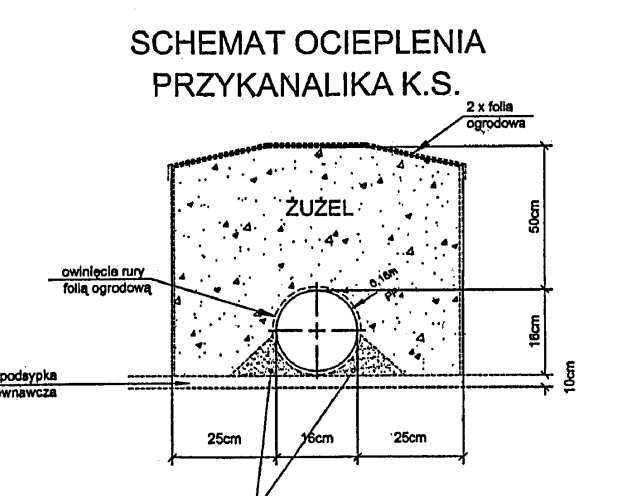 SCHEMAT OCIEPLENIA
PRZYKANALIKA K.S.
2 x folia
ogrodowa
ŻUŻEL
50cm
owinięcie rury
folią ogrodową
0.16m
PP
16cm
podsypka
wnawcza
10cm
25cm
16cm
25cm